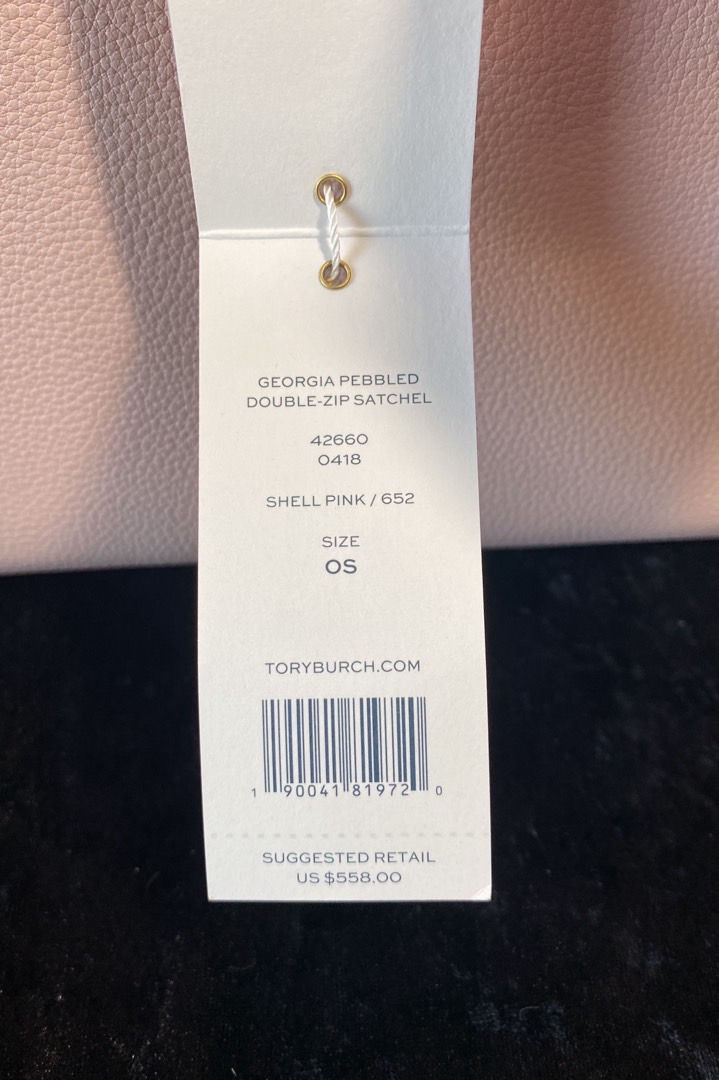 GEORGIA PEBBLED
DOUBLE-ZIP SATCHEL
42660
0418
SHELL PINK / 652
SIZE
OS
TORYBURCH.COM
1 90041 81972 0
SUGGESTED RETAIL
US $558.00